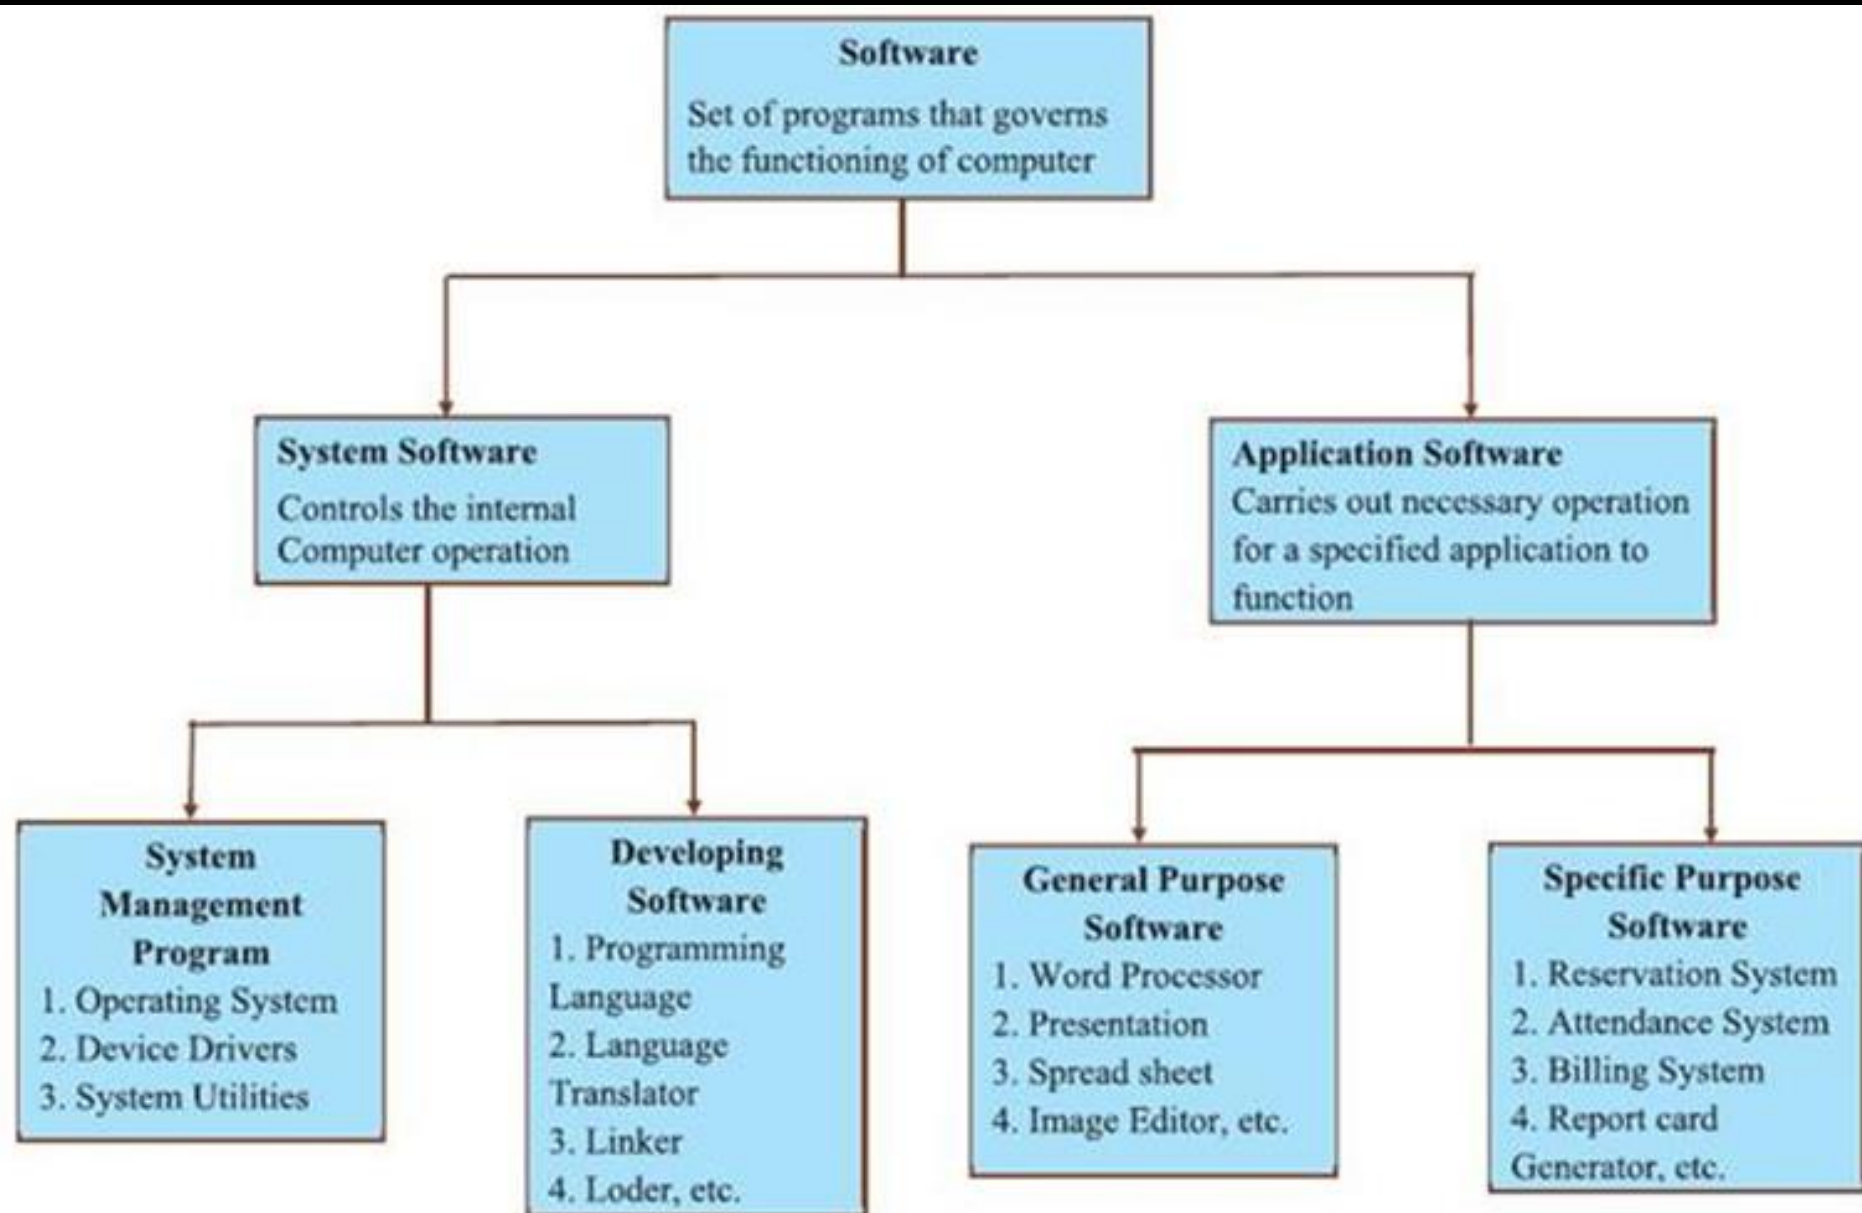 Software
Set of programs that governs
the functioning of computer
System Software
Controls the internal
Computer operation
Application Software
Carries out necessary operation
for a specified application to
function
System
Management
Program
1. Operating System
2. Device Drivers
3. System Utilities
Developing
Software
1. Programming
Language
2. Language
Translator
3. Linker
4. Loder, etc.
General Purpose
Software
1. Word Processor
2. Presentation
3. Spread sheet
4. Image Editor, etc.
Specific Purpose
Software
1. Reservation System
2. Attendance System
3. Billing System
4. Report card
Generator, etc.